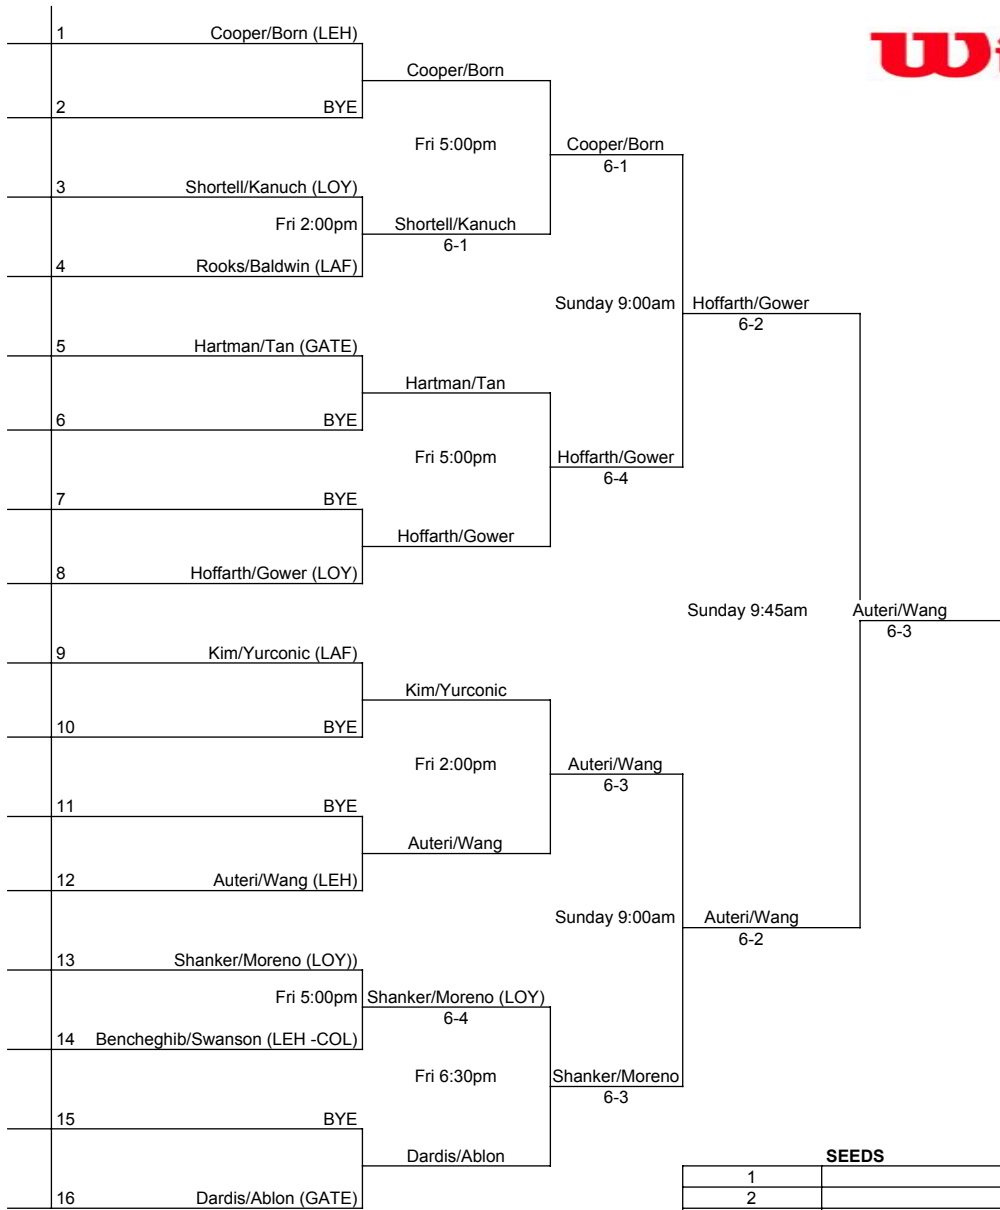 1 Cooper/Born (LEH)
Cooper/Born
2 BYE
Fri 5:00pm Cooper/Born
6-1
3 Shortell/Kanuch (LOY)
Fri 2:00pm Shortell/Kanuch
6-1
4 Rooks/Baldwin (LAF)
Sunday 9:00am Hoffarth/Gower
6-2
5 Hartman/Tan (GATE)
Hartman/Tan
6 BYE
Fri 5:00pm Hoffarth/Gower
6-4
7 BYE
Hoffarth/Gower
8 Hoffarth/Gower (LOY)
Sunday 9:45am Auteri/Wang
6-3
9 Kim/Yurconic (LAF)
Kim/Yurconic
10 BYE
Fri 2:00pm Auteri/Wang
6-3
11 BYE
Auteri/Wang
12 Auteri/Wang (LEH)
Sunday 9:00am Auteri/Wang
6-2
13 Shanker/Moreno (LOY))
Fri 5:00pm Shanker/Moreno (LOY)
6-4
14 Bencheghib/Swanson (LEH -COL)
Fri 6:30pm Shanker/Moreno
6-3
15 BYE
Dardis/Ablon
SEEDS
1
16 Dardis/Ablon (GATE) 2